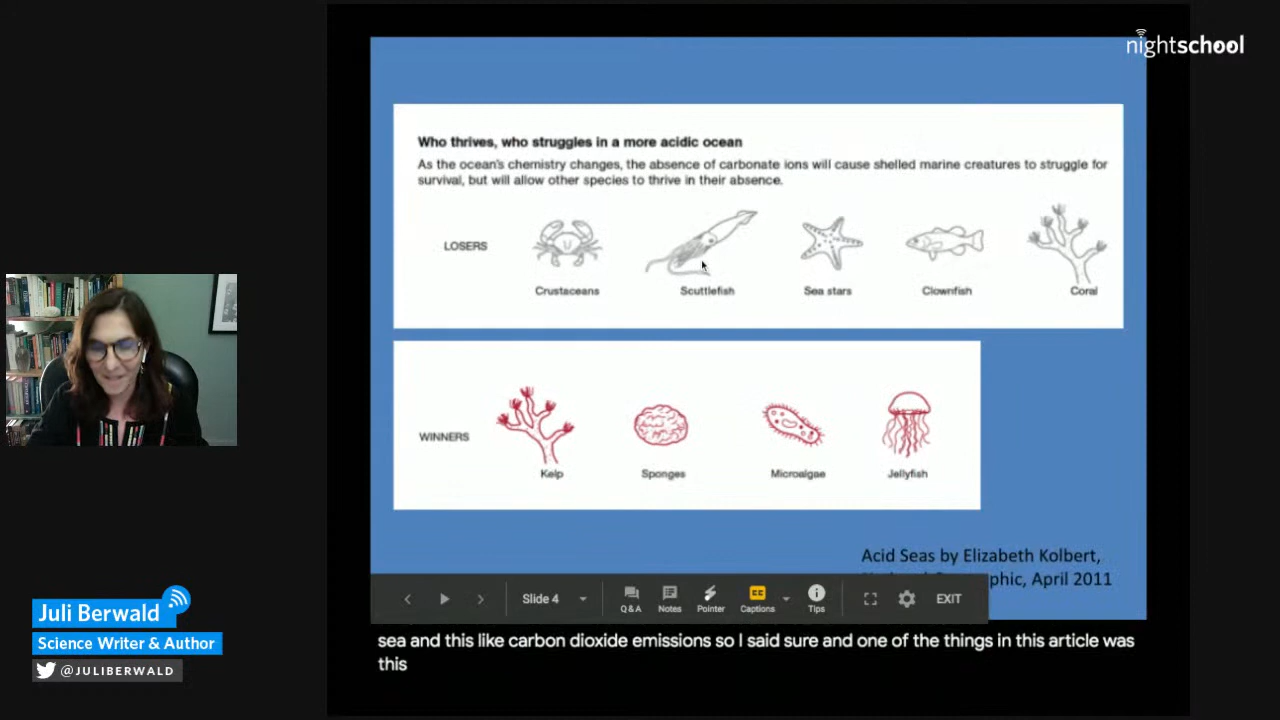 nightschool
Who thrives, who struggles in a more acidic ocean
As the ocean's chemistry changes, the absence of carbonate ions will cause shelled marine creatures to struggle for
survival, but will allow other species to thrive in their absence.
LOSERS
Crustaceans
Scuttlefish
Sea stars
Clownfish
Coral
WINNERS
Kelp
Sponges
Microalgae
Jellyfish
Acid Seas by Elizabeth Kolbert,
phic, April 2011
Slide 4
Q&A
Notes
Pointer
CC
Captions
Tips
EXIT
sea and this like carbon dioxide emissions so I said sure and one of the things in this article was
this
Juli Berwald
Science Writer & Author
@JULIBERWALD